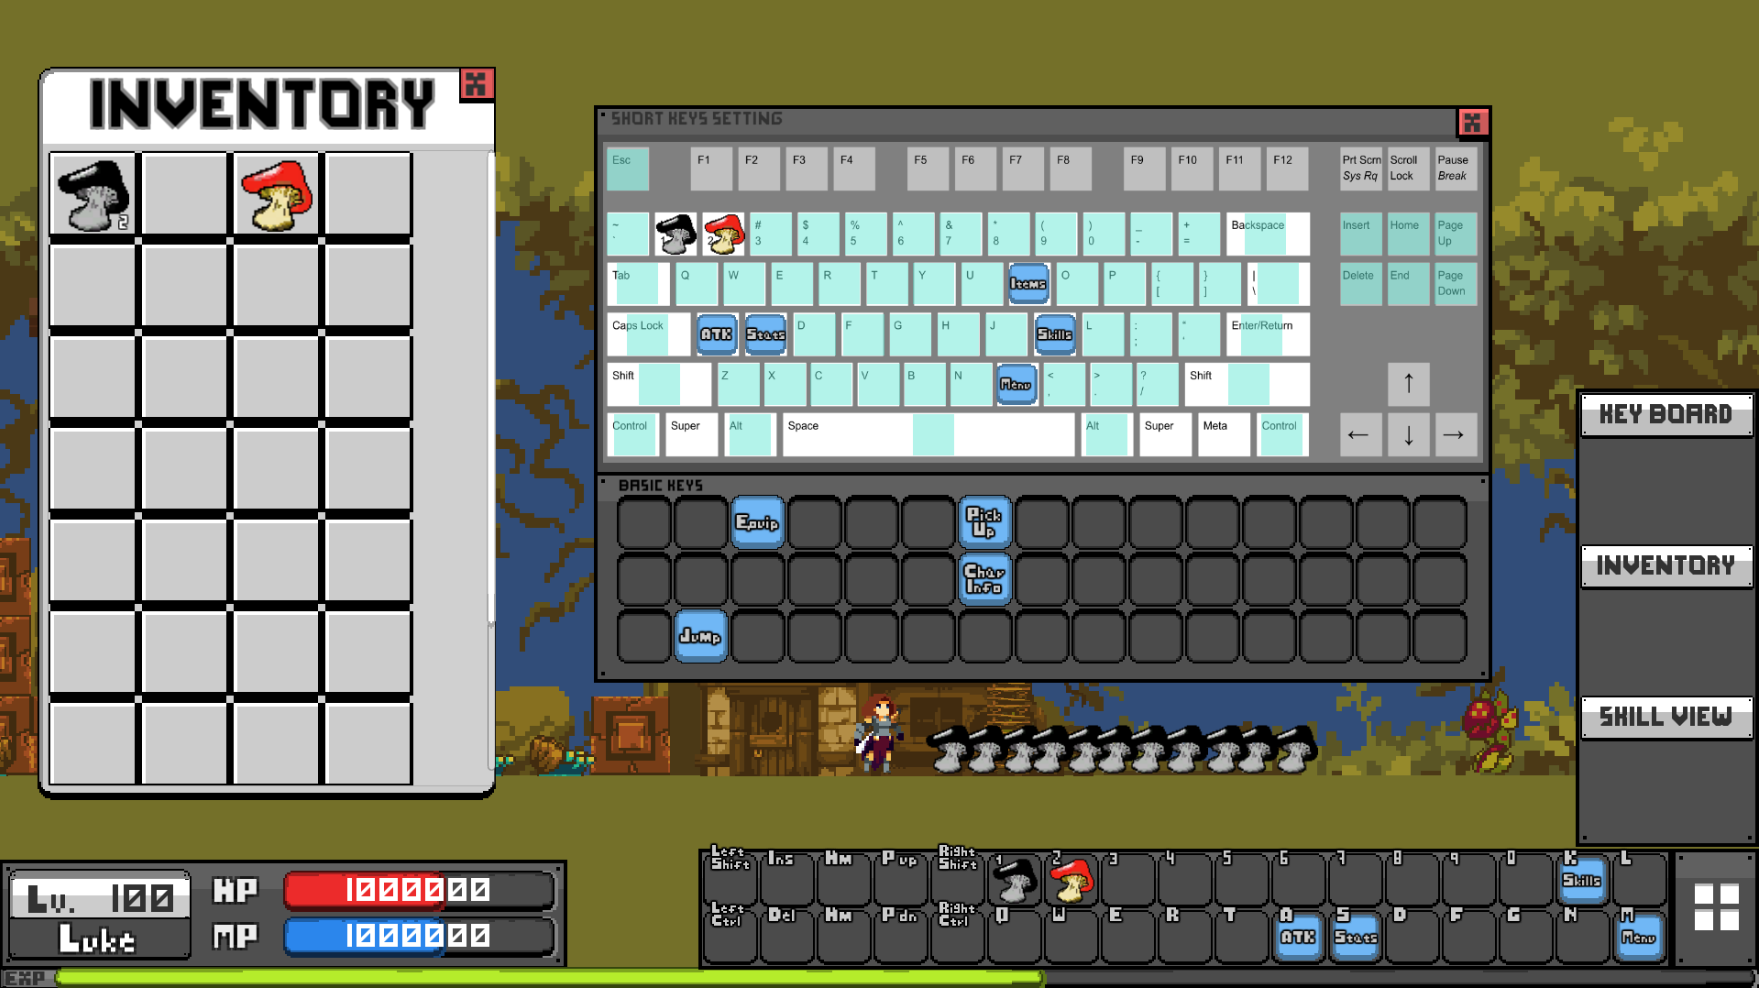 INVENTORY
X
2
SHORT KEYS SETTING
X
Esc F1 F2 F3 F4 F5 F6 F7 F8 F9 F10 F11 F12 Prt Scrn Scroll Pause
Sys Rq Lock Break
~ # $ % ^ & * ( ) _ + Backspace Insert Home Page
` 1 2 3 4 5 6 7 8 9 0 - = Up
Tab Q W E R T Y U Items O P { } | Delete End Page
[ ] \ Down
Caps Lock ATK Stats D F G H J Skills L : " Enter/Return
; '
Shift Z X C V B N Menu < > ? Shift ↑
, . /
Control Super Alt Space Alt Super Meta Control ← ↓ →
BASIC KEYS
Equip Pick
Up
Char
Info
Jump
KEY BOARD
INVENTORY
SKILL VIEW
Lv. 100 HP 1000000
Luke MP 1000000
EXP
Left
Shift Ins Hm Pup Right
Shift 1 2 3 4 5 6 7 8 9 0 K L
Skills
Left
Ctrl Del Hm Pdn Right
Ctrl Q W E R T A S D F G N M
ATK Stats Menu